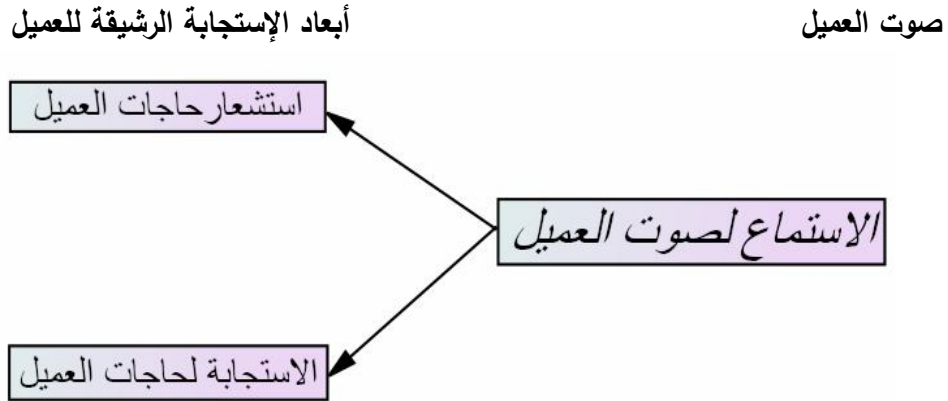 صوت العميل
أبعاد الإستجابة الرشيقة للعميل
استشعار حاجات العميل
الاستماع لصوت العميل
الاستجابة لحاجات العميل